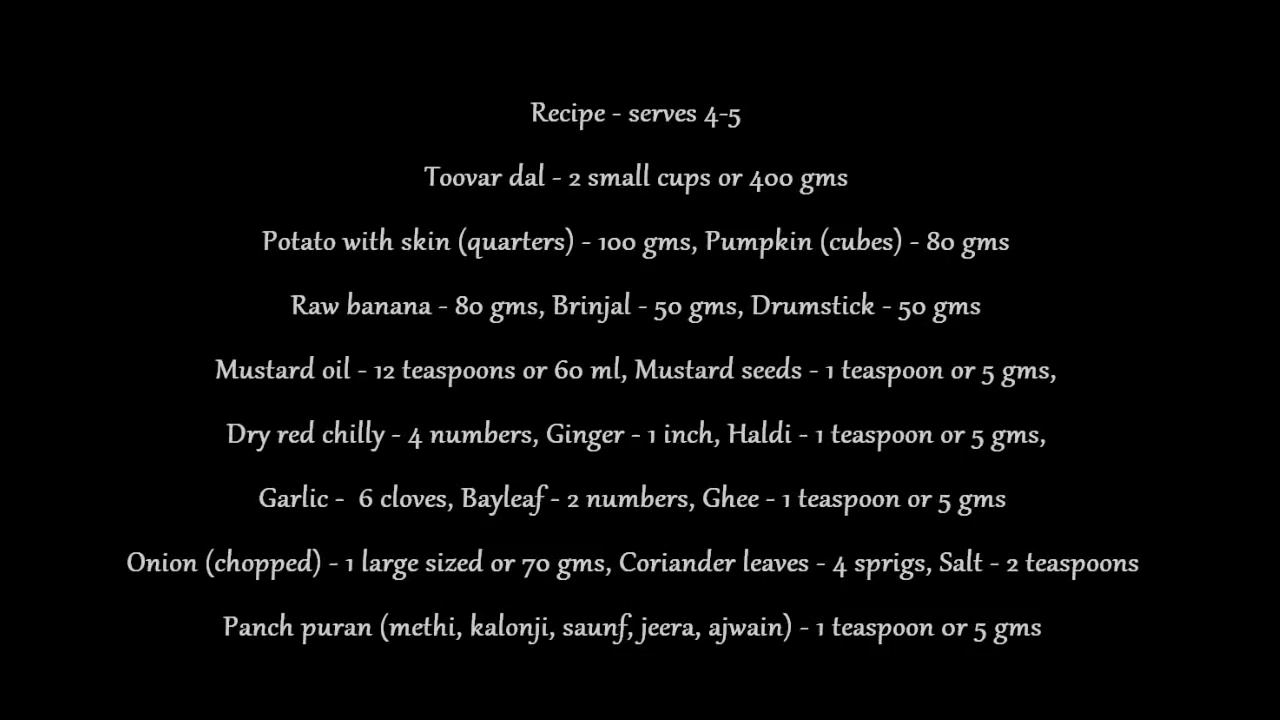 Recipe - serves 4-5
Toovar dal - 2 small cups or 400 gms
Potato with skin (quarters) - 100 gms, Pumpkin (cubes) - 80 gms
Raw banana - 80 gms, Brinjal - 50 gms, Drumstick - 50 gms
Mustard oil - 12 teaspoons or 60 ml, Mustard seeds - 1 teaspoon or 5 gms,
Dry red chilly - 4 numbers, Ginger - 1 inch, Haldi - 1 teaspoon or 5 gms,
Garlic -  6 cloves, Bayleaf - 2 numbers, Ghee - 1 teaspoon or 5 gms
Onion (chopped) - 1 large sized or 70 gms, Coriander leaves - 4 sprigs, Salt - 2 teaspoons
Panch puran (methi, kalonji, saunf, jeera, ajwain) - 1 teaspoon or 5 gms